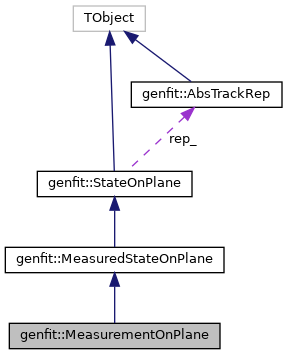 TObject
genfit::AbsTrackRep
rep_
genfit::StateOnPlane
genfit::MeasuredStateOnPlane
genfit::MeasurementOnPlane